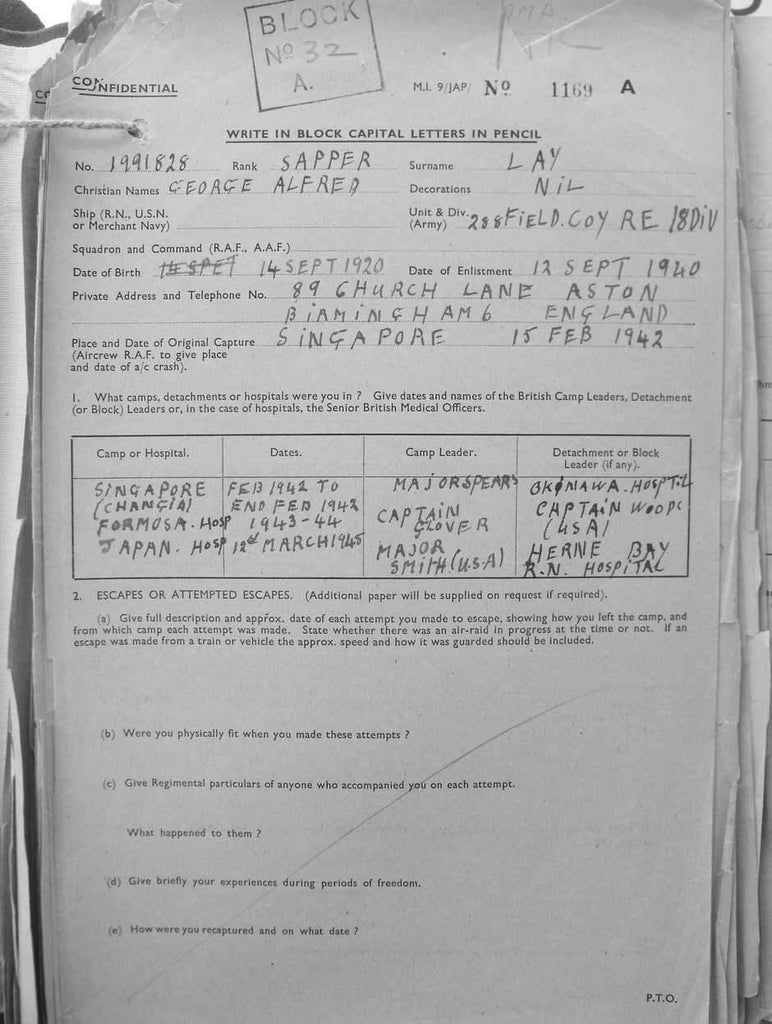 BLOCK
Nº 32
A.
CONFIDENTIAL
M.I. 9/JAP/ Nº 1169 A
WRITE IN BLOCK CAPITAL LETTERS IN PENCIL
No. 1991828 Rank SAPPER Surname LAY
Christian Names GEORGE ALFRED Decorations NIL
Ship (R.N., U.S.N. or Merchant Navy)
Unit & Div. (Army) 288 FIELD. COY RE 18 DIV
Squadron and Command (R.A.F., A.A.F.)
Date of Birth 14 SEPT 1920 Date of Enlistment 12 SEPT 1940
Private Address and Telephone No. 89 CHURCH LANE ASTON
BIAMINGHAM 6 ENGLAND
Place and Date of Original Capture SINGAPORE 15 FEB 1942
(Aircrew R.A.F. to give place
and date of a/c crash).
1. What camps, detachments or hospitals were you in ? Give dates and names of the British Camp Leaders, Detachment
(or Block) Leaders or, in the case of hospitals, the Senior British Medical Officers.
Camp or Hospital. Dates. Camp Leader. Detachment or Block Leader (if any).
SINGAPORE FEB 1942 TO MAJOR SPEARS OKINAWA. HOSPT
(CHANGIA) END FEB 1942 CAPTAIN CAPTAIN
FORMOSA. HOSP 1943-44 GLOVER (USA)
JAPAN. HOSP MARCH 1945 MAJOR HERNE BAY
SMITH (U.S.A) R.N. HOSPITAL
2. ESCAPES OR ATTEMPTED ESCAPES. (Additional paper will be supplied on request if required).
(a) Give full description and approx. date of each attempt you made to escape, showing how you left the camp, and
from which camp each attempt was made. State whether there was an air-raid in progress at the time or not. If an
escape was made from a train or vehicle the approx. speed and how it was guarded should be included.
(b) Were you physically fit when you made these attempts ?
(c) Give Regimental particulars of anyone who accompanied you on each attempt.
What happened to them ?
(d) Give briefly your experiences during periods of freedom.
(e) How were you recaptured and on what date ?
P.T.O.